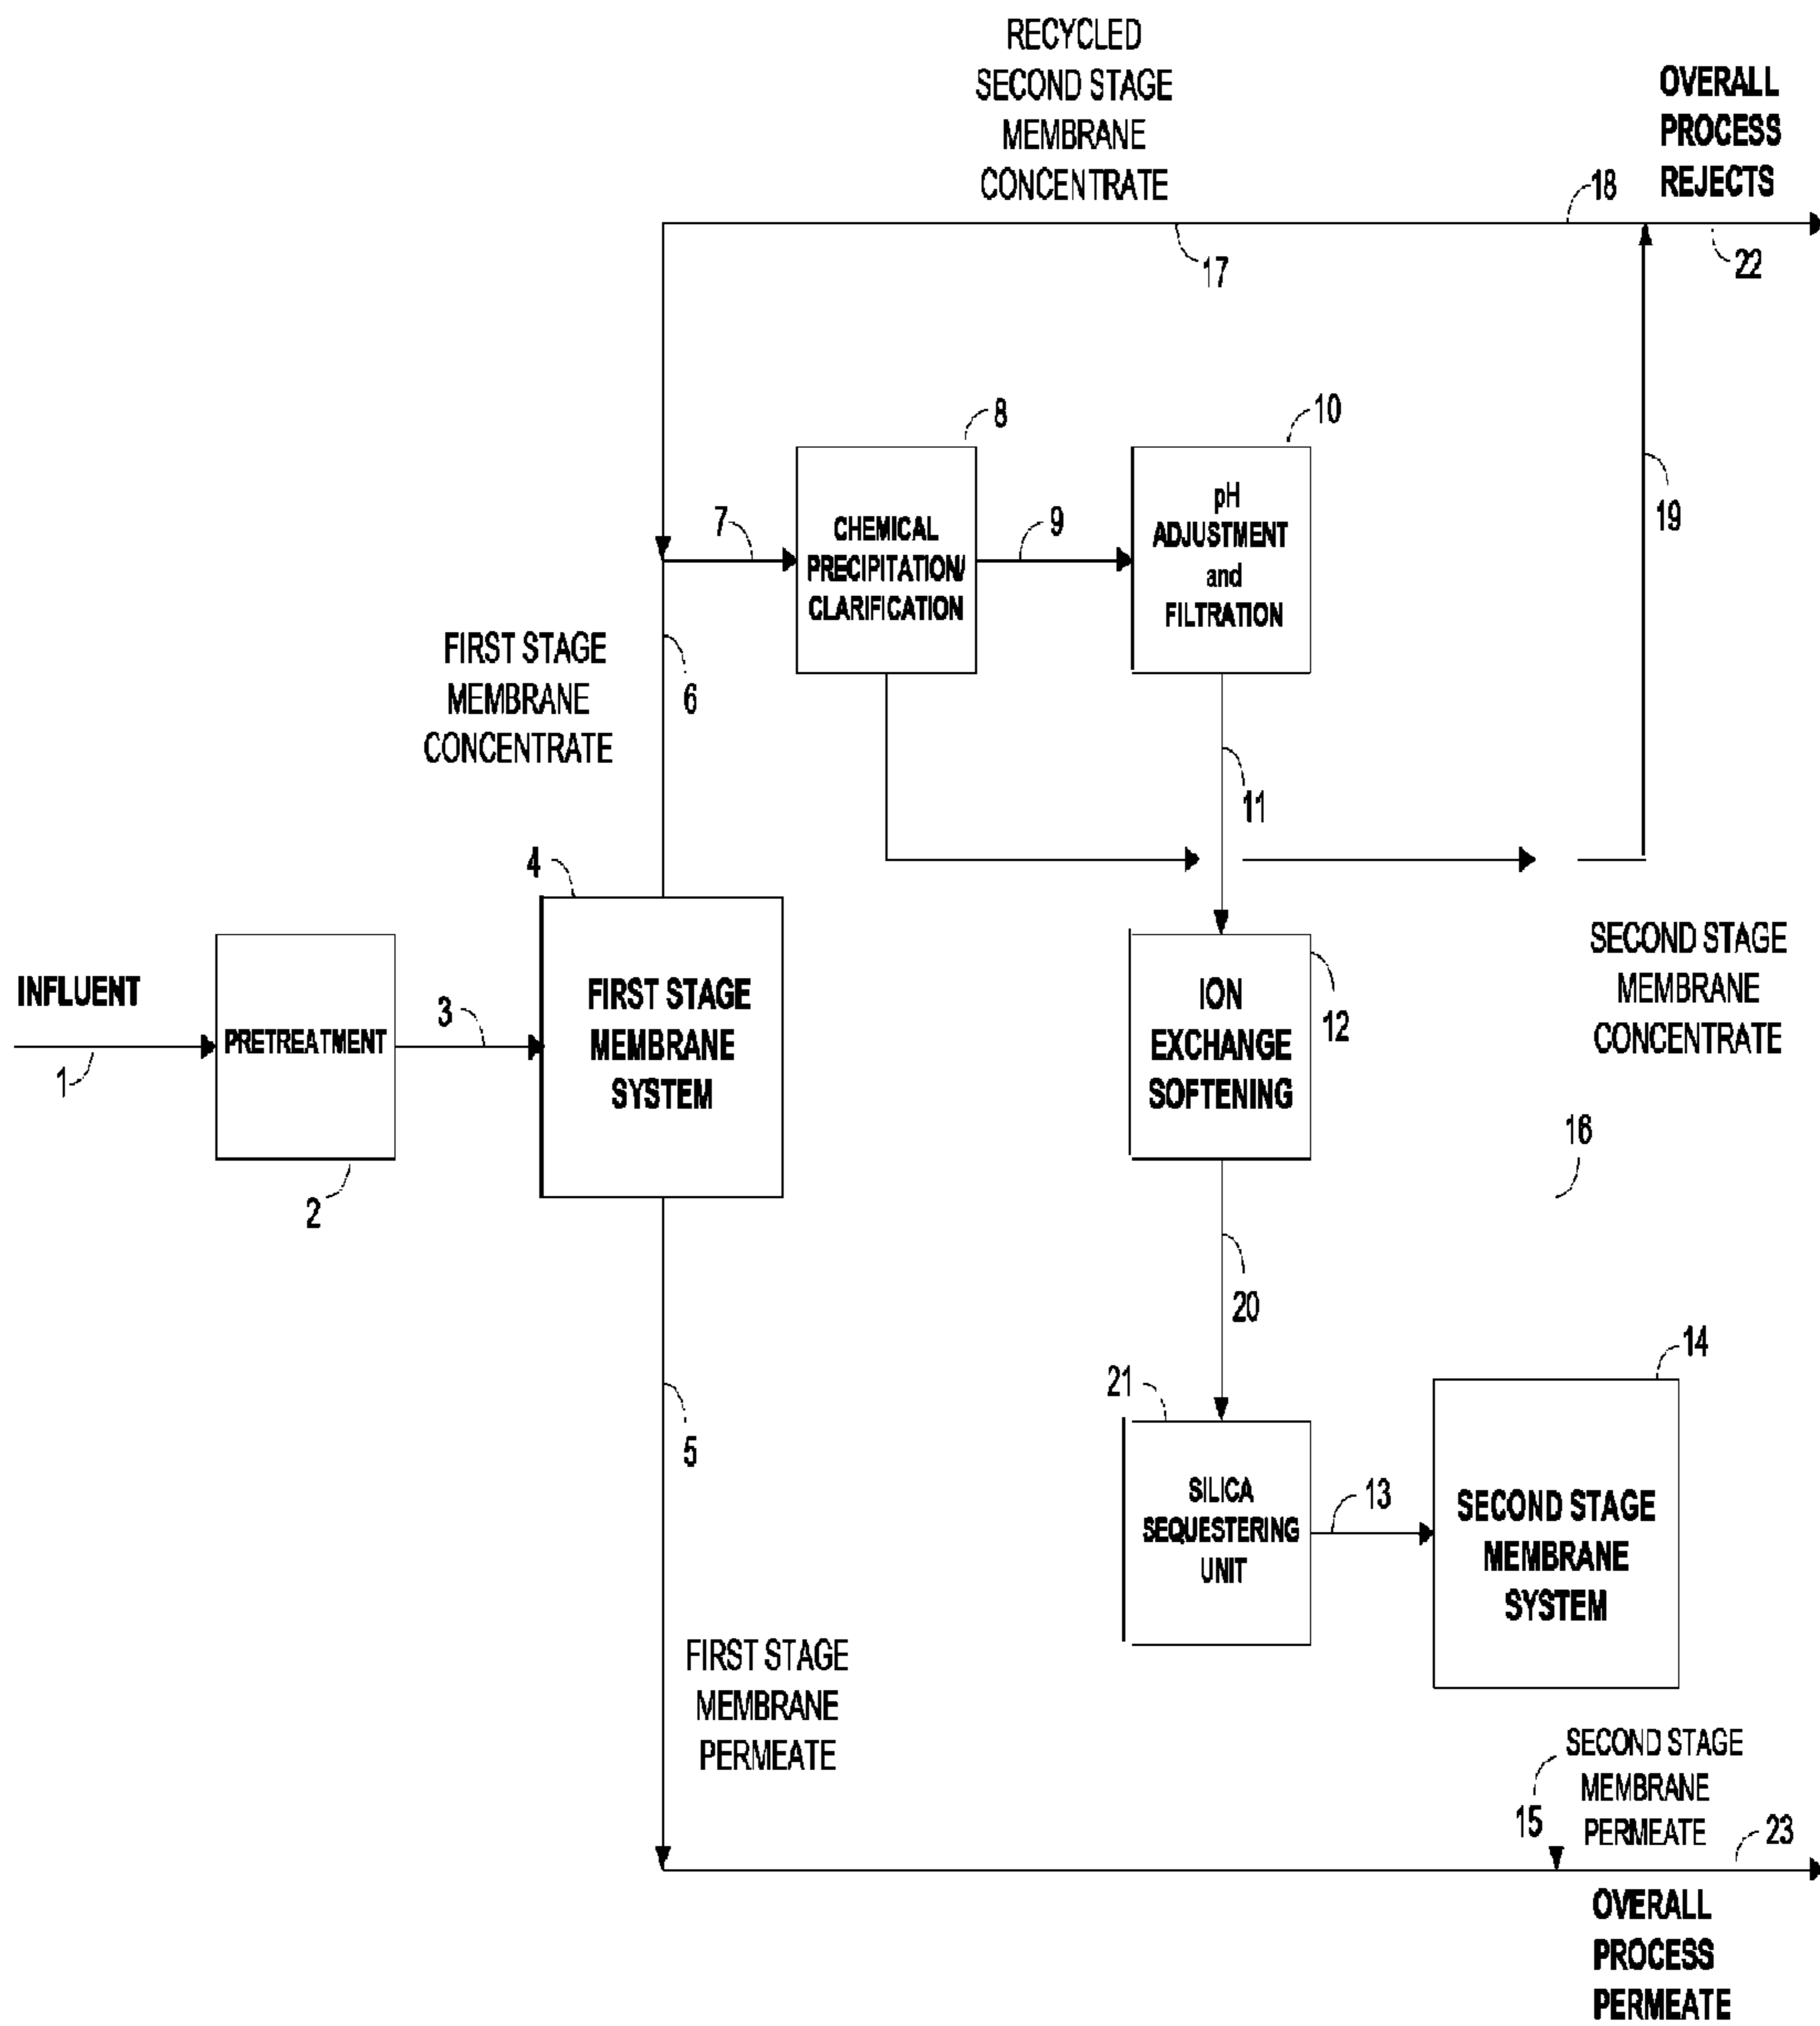 RECYCLED
SECOND STAGE
MEMBRANE
CONCENTRATE
OVERALL
PROCESS
REJECTS
18
17
22
8
10
CHEMICAL
PRECIPITATION/
CLARIFICATION
pH
ADJUSTMENT
and
FILTRATION
7
9
19
FIRST STAGE
MEMBRANE
CONCENTRATE
6
11
4
INFLUENT
1
PRETREATMENT
2
3
FIRST STAGE
MEMBRANE
SYSTEM
ION
EXCHANGE
SOFTENING
12
SECOND STAGE
MEMBRANE
CONCENTRATE
16
20
5
21
SILICA
SEQUESTERING
UNIT
13
14
SECOND STAGE
MEMBRANE
SYSTEM
FIRST STAGE
MEMBRANE
PERMEATE
15
SECOND STAGE
MEMBRANE
PERMEATE
23
OVERALL
PROCESS
PERMEATE